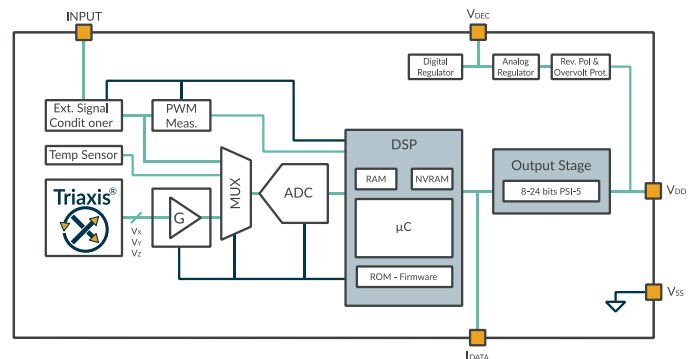 INPUT
VDEC
Digital
Regulator
Analog
Regulator
Rev. Pol &
Overvolt Prot.
Ext. Signal
Condit oner
PWM
Meas.
Temp Sensor
Triaxis®
VX
VY
VZ
G
MUX
ADC
DSP
RAM
NVRAM
µC
ROM - Firmware
Output Stage
8-24 bits PSI-5
VDD
VSS
IDATA